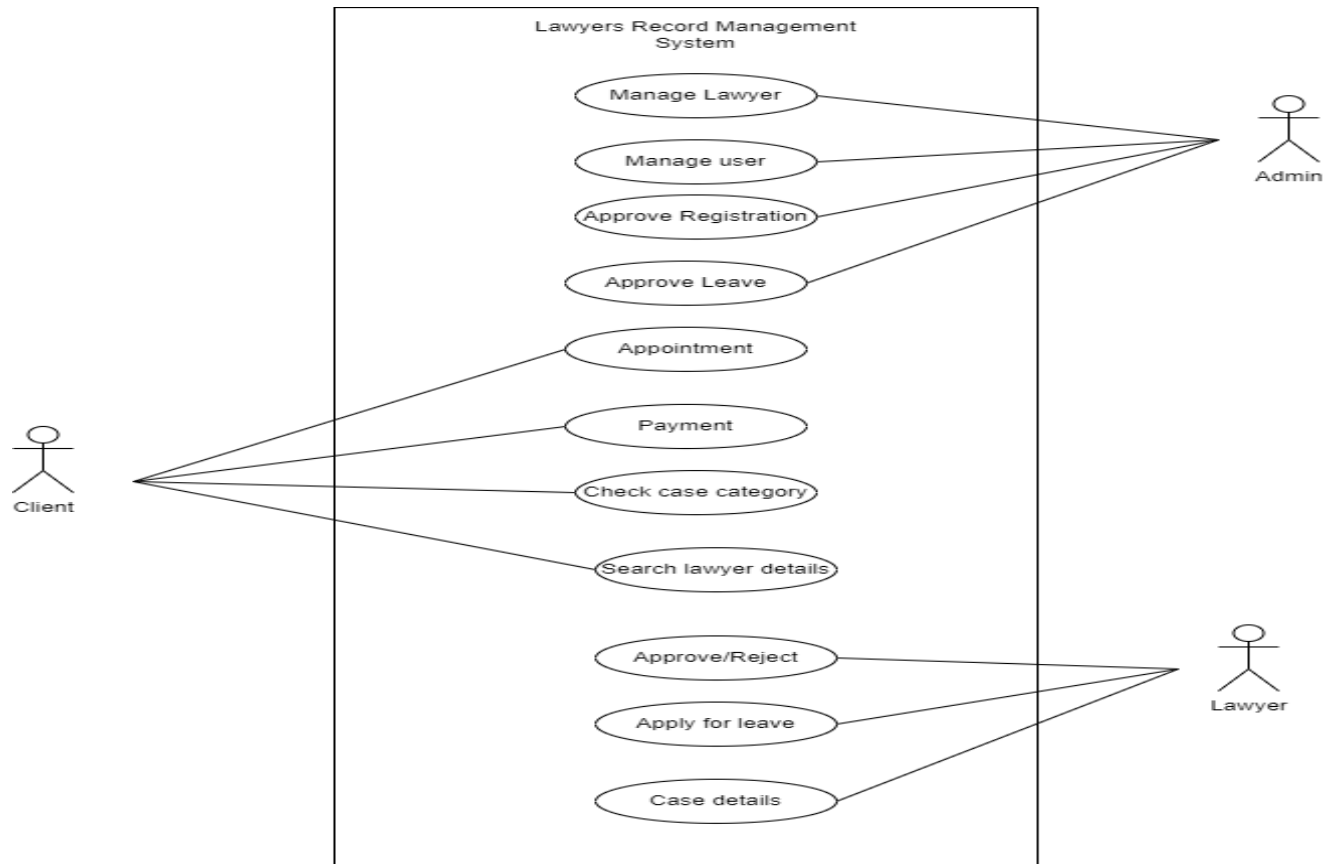 Lawyers Record Management
System
Manage Lawyer
Manage user
Admin
Approve Registration
Approve Leave
Appointment
Payment
Check case category
Client
Search lawyer details
Approve/Reject
Lawyer
Apply for leave
Case details